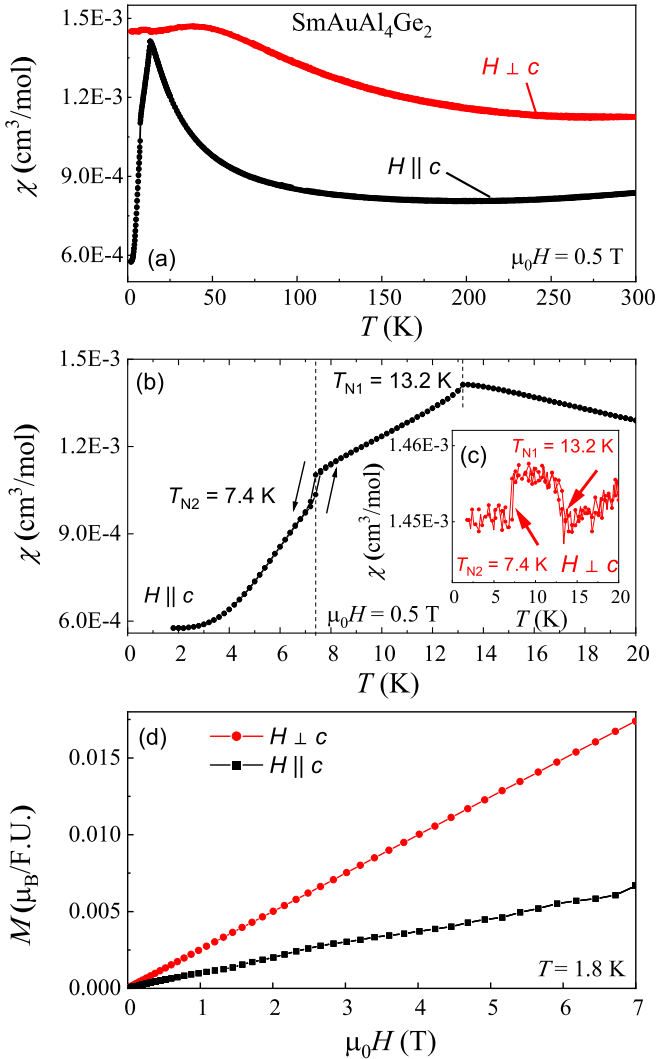 SmAuAl₄Ge₂
1.5E-3
1.2E-3
9.0E-4
6.0E-4
χ (cm³/mol)
H ⊥ c
H || c
(a)
μ₀H = 0.5 T
0 50 100 150 200 250 300
T (K)
(b)
1.5E-3
1.2E-3
9.0E-4
6.0E-4
χ (cm³/mol)
T_N1 = 13.2 K
T_N2 = 7.4 K
H || c
μ₀H = 0.5 T
(c)
1.46E-3
1.45E-3
χ (cm³/mol)
T_N1 = 13.2 K
T_N2 = 7.4 K
H ⊥ c
0 5 10 15 20
T (K)
2 4 6 8 10 12 14 16 18 20
T (K)
(d)
H ⊥ c
H || c
0.015
0.010
0.005
0.000
M (μ_B/F.U.)
T = 1.8 K
0 1 2 3 4 5 6 7
μ₀H (T)